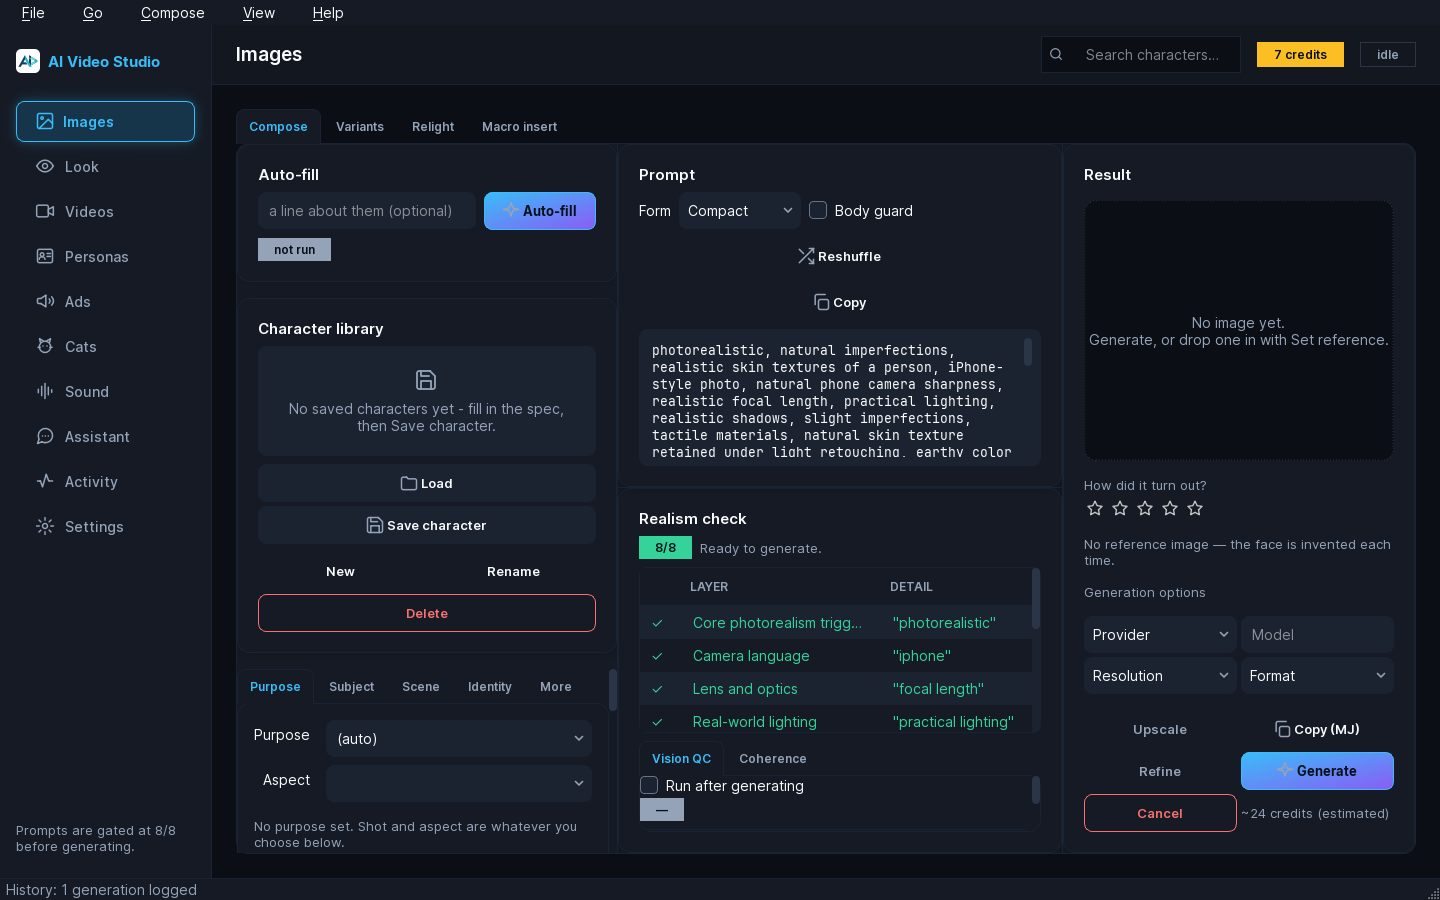 File Go Compose View Help
AI Video Studio
Images
Look
Videos
Personas
Ads
Cats
Sound
Assistant
Activity
Settings
Prompts are gated at 8/8
before generating.
Images
Search characters...
7 credits
idle
Compose Variants Relight Macro insert
Auto-fill
a line about them (optional)
Auto-fill
not run
Character library
No saved characters yet - fill in the spec,
then Save character.
Load
Save character
New Rename
Delete
Purpose Subject Scene Identity More
Purpose (auto)
Aspect
No purpose set. Shot and aspect are whatever you
choose below.
Prompt
Form Compact Body guard
Reshuffle
Copy
photorealistic, natural imperfections,
realistic skin textures of a person, iPhone-
style photo, natural phone camera sharpness,
realistic focal length, practical lighting,
realistic shadows, slight imperfections,
tactile materials, natural skin texture
retained under light retouching, earthy color
Realism check
8/8 Ready to generate.
LAYER DETAIL
Core photorealism trigg... "photorealistic"
Camera language "iphone"
Lens and optics "focal length"
Real-world lighting "practical lighting"
Vision QC Coherence
Run after generating
—
Result
No image yet.
Generate, or drop one in with Set reference.
How did it turn out?
No reference image — the face is invented each
time.
Generation options
Provider Model
Resolution Format
Upscale Copy (MJ)
Refine Generate
Cancel ~24 credits (estimated)
History: 1 generation logged